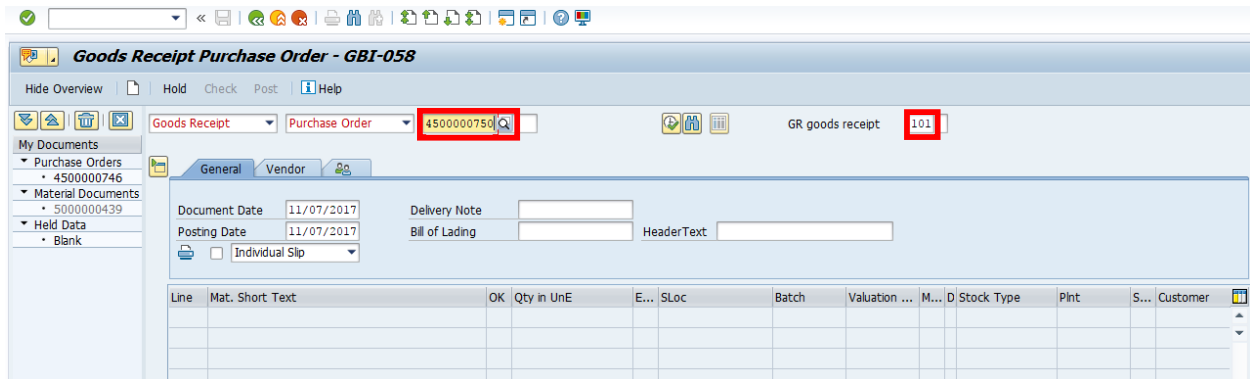 Goods Receipt Purchase Order - GBI-058
Hide Overview Hold Check Post Help
Goods Receipt Purchase Order 4500000750 GR goods receipt 101
My Documents
Purchase Orders
4500000746
Material Documents
5000000439
Held Data
Blank
General Vendor
Document Date 11/07/2017 Delivery Note
Posting Date 11/07/2017 Bill of Lading HeaderText
Individual Slip
Line Mat. Short Text OK Qty in UnE E... SLoc Batch Valuation ... M... D Stock Type Plnt S... Customer